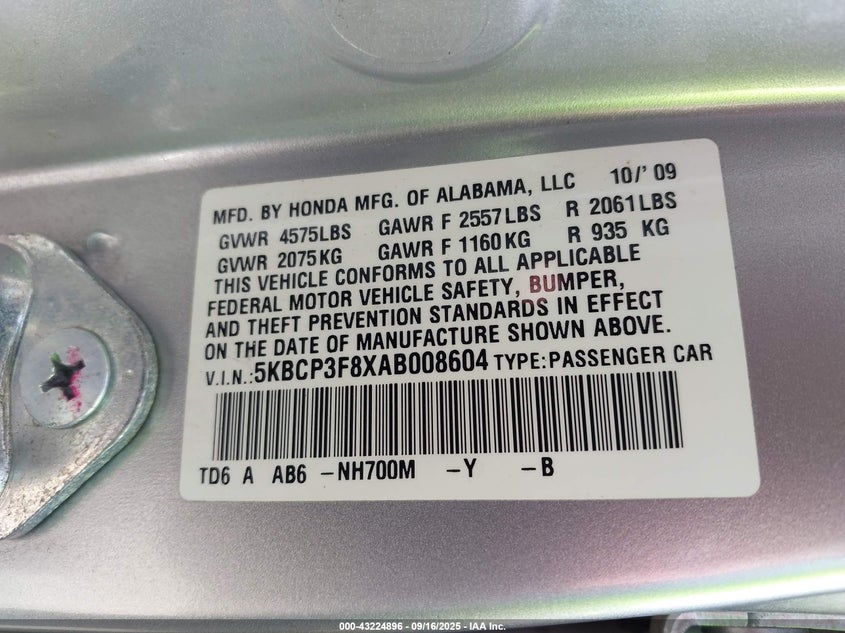 MFD. BY HONDA MFG. OF ALABAMA, LLC 10/'09
GVWR 4575LBS GAWR F 2557LBS R 2061LBS
GVWR 2075KG GAWR F 1160KG R 935 KG
THIS VEHICLE CONFORMS TO ALL APPLICABLE
FEDERAL MOTOR VEHICLE SAFETY, BUMPER,
AND THEFT PREVENTION STANDARDS IN EFFECT
ON THE DATE OF MANUFACTURE SHOWN ABOVE.
V.I.N.:5KBCP3F8XAB008604 TYPE:PASSENGER CAR
TD6 A AB6 -NH700M -Y -B
000-43224896 - 09/16/2025 - IAA Inc.